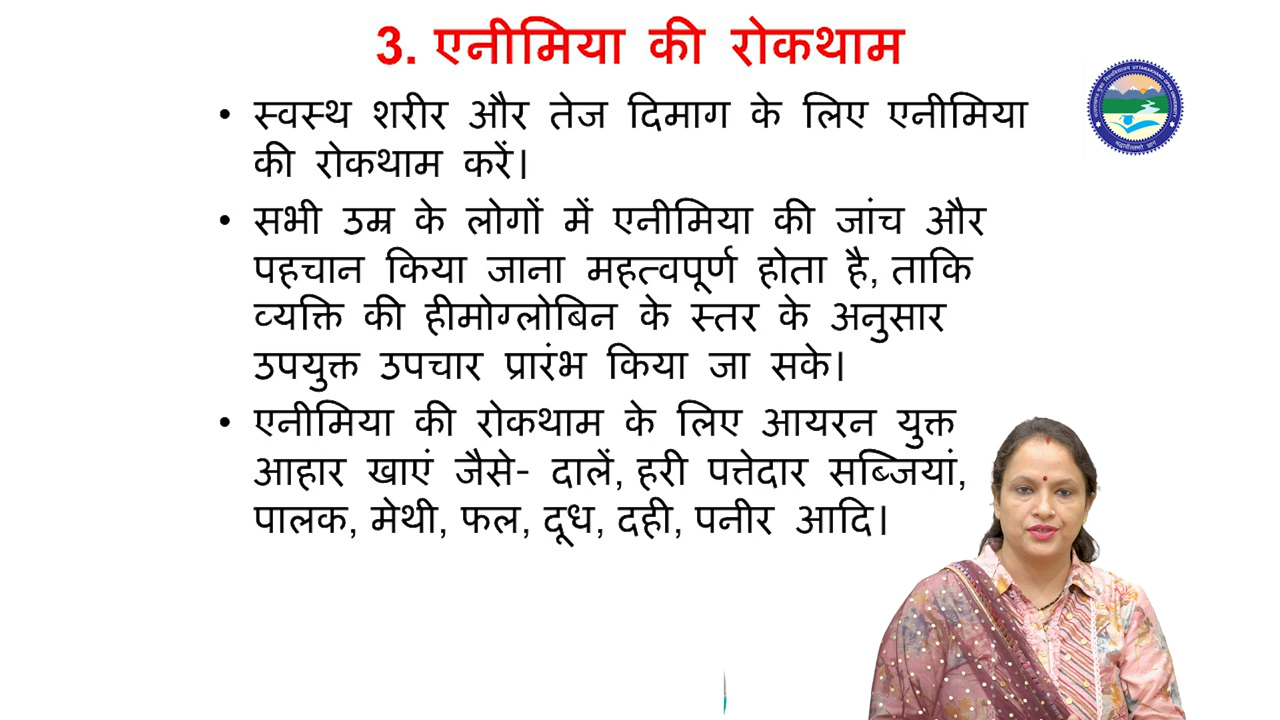 3. एनीमिया की रोकथाम
• स्वस्थ शरीर और तेज दिमाग के लिए एनीमिया
की रोकथाम करें।
• सभी उम्र के लोगों में एनीमिया की जांच और
पहचान किया जाना महत्वपूर्ण होता है, ताकि
व्यक्ति की हीमोग्लोबिन के स्तर के अनुसार
उपयुक्त उपचार प्रारंभ किया जा सके।
• एनीमिया की रोकथाम के लिए आयरन युक्त
आहार खाएं जैसे- दालें, हरी पत्तेदार सब्जियां,
पालक, मेथी, फल, दूध, दही, पनीर आदि।